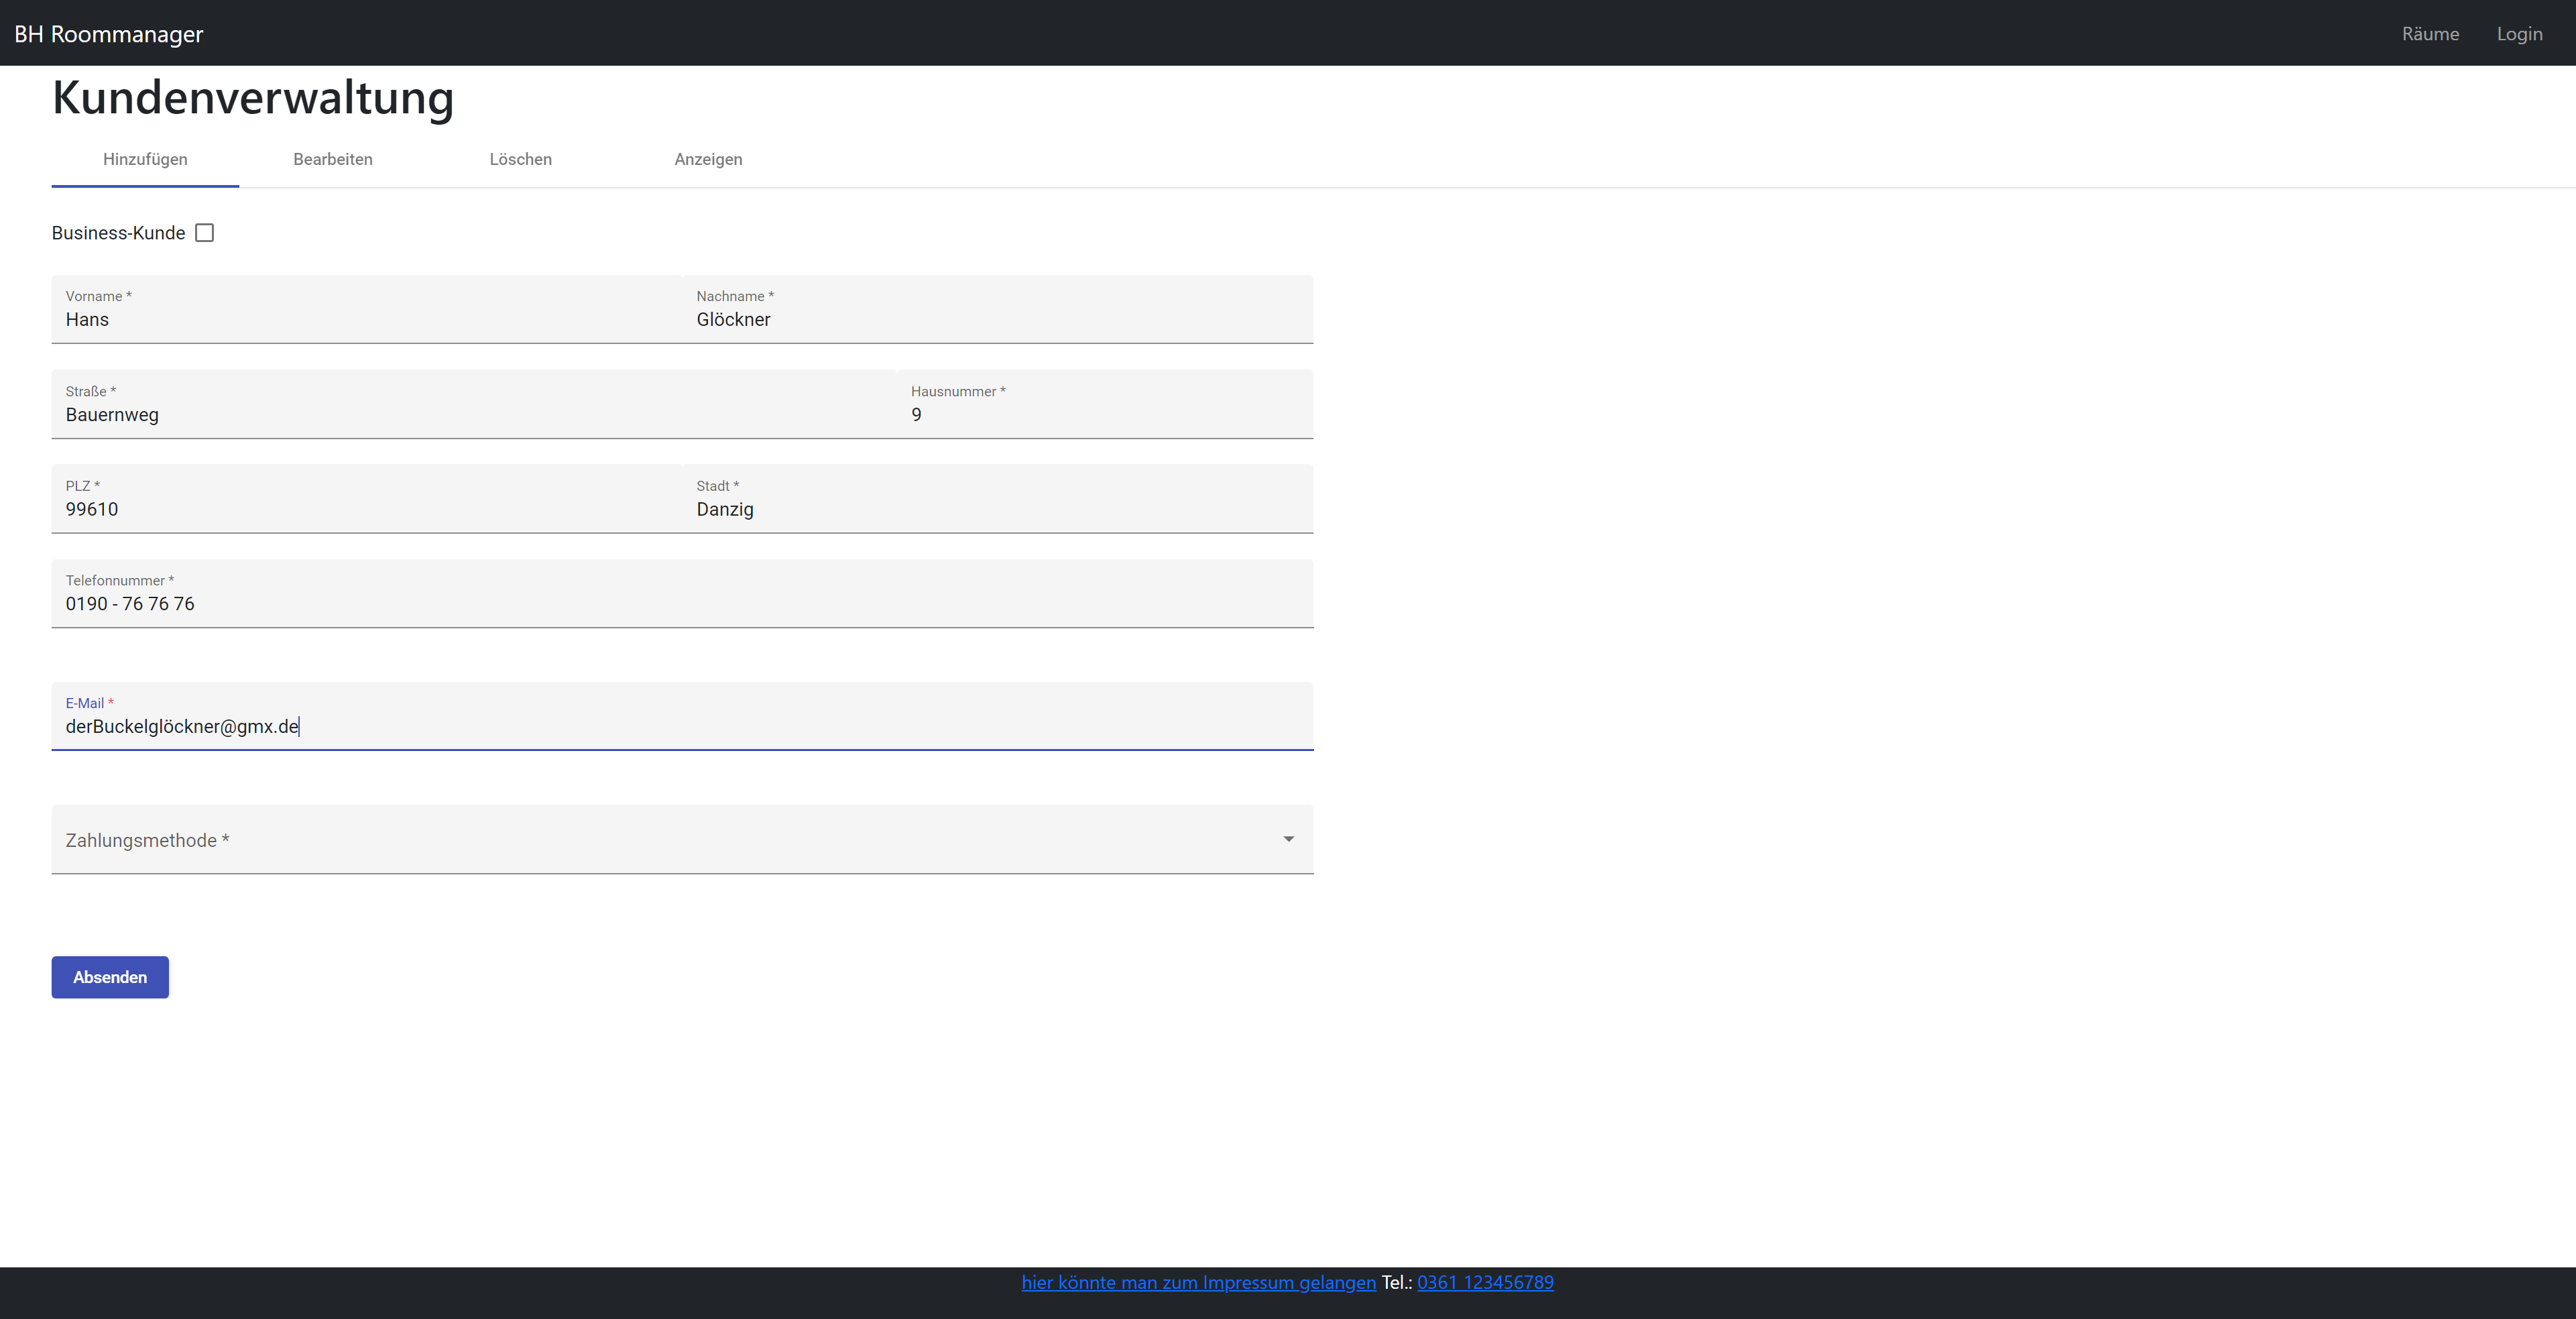 BH Roommanager Räume Login
Kundenverwaltung
Hinzufügen Bearbeiten Löschen Anzeigen
Business-Kunde
Vorname * Nachname *
Hans Glöckner
Straße * Hausnummer *
Bauernweg 9
PLZ * Stadt *
99610 Danzig
Telefonnummer *
0190 - 76 76 76
E-Mail *
derBuckelglöckner@gmx.de
Zahlungsmethode *
Absenden
hier könnte man zum Impressum gelangen Tel.: 0361 123456789